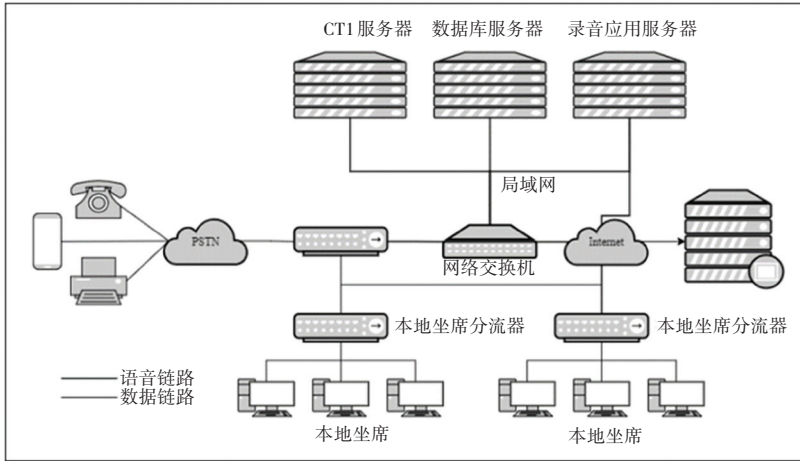 CT1服务器 数据库服务器 录音应用服务器
局域网
PSTN
Internet
网络交换机
本地坐席分流器
本地坐席分流器
语音链路
数据链路
本地坐席
本地坐席